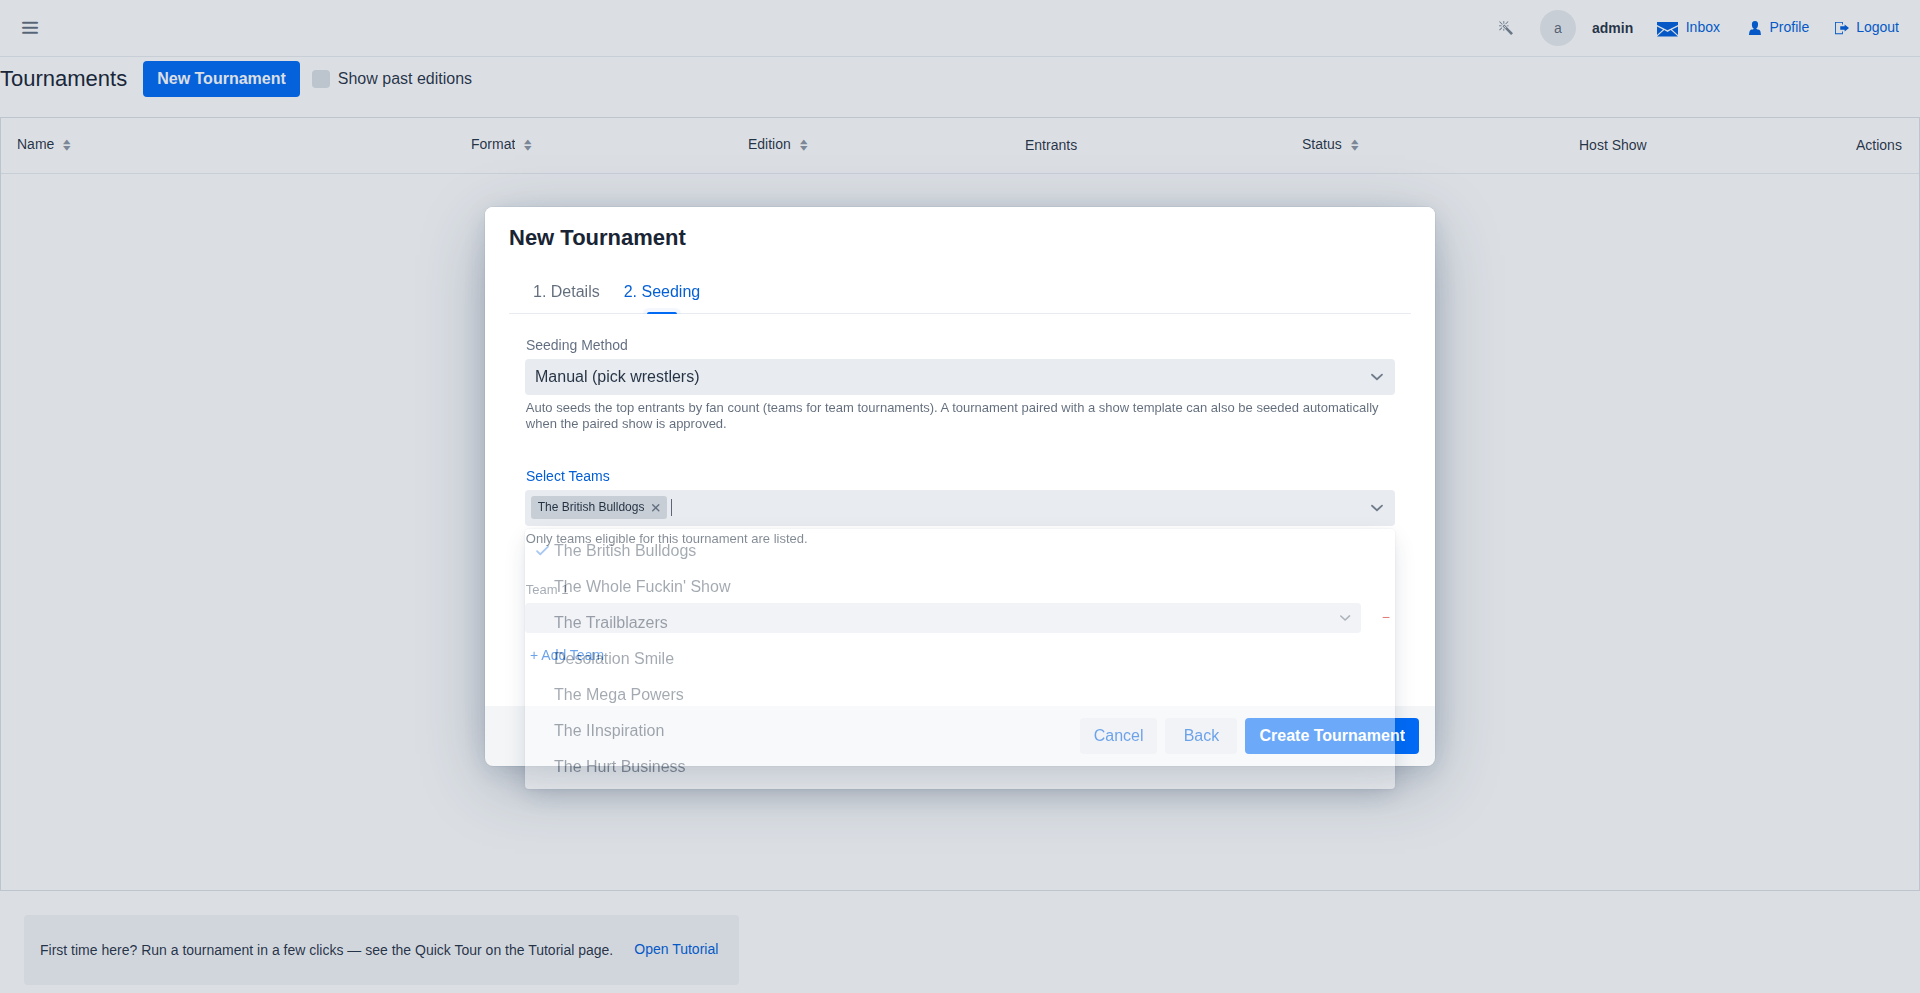 a admin Inbox Profile Logout
Tournaments New Tournament Show past editions
Name Format Edition Entrants Status Host Show Actions
New Tournament
1. Details 2. Seeding
Seeding Method
Manual (pick wrestlers)
Auto seeds the top entrants by fan count (teams for team tournaments). A tournament paired with a show template can also be seeded automatically
when the paired show is approved.
Select Teams
The British Bulldogs
Only teams eligible for this tournament are listed.
The British Bulldogs
Team 1
The Whole Fuckin' Show
The Trailblazers
+ Add Team
Desolation Smile
The Mega Powers
The IInspiration
Cancel Back Create Tournament
The Hurt Business
First time here? Run a tournament in a few clicks — see the Quick Tour on the Tutorial page. Open Tutorial